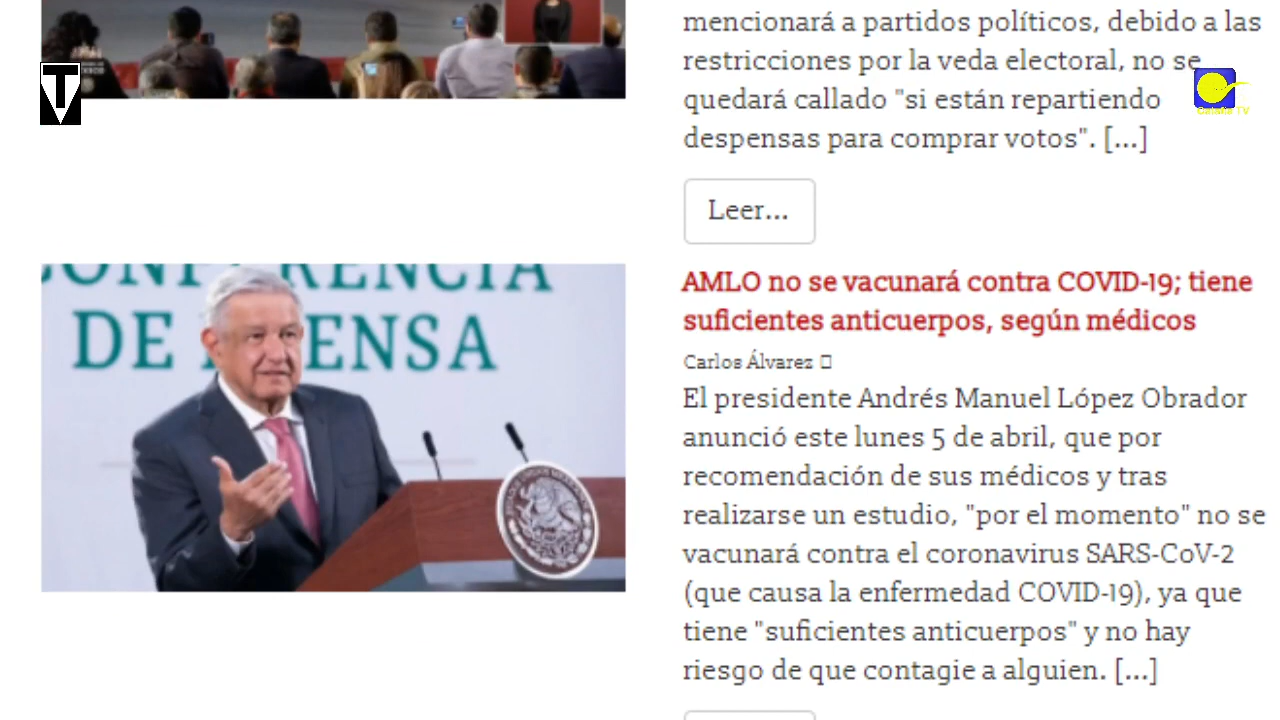 mencionará a partidos políticos, debido a las
restricciones por la veda electoral, no se
quedará callado "si están repartiendo
despensas para comprar votos". [...]
Leer...
T
CONFERENCIA
DE PRENSA
AMLO no se vacunará contra COVID-19; tiene
suficientes anticuerpos, según médicos
Carlos Álvarez
El presidente Andrés Manuel López Obrador
anunció este lunes 5 de abril, que por
recomendación de sus médicos y tras
realizarse un estudio, "por el momento" no se
vacunará contra el coronavirus SARS-CoV-2
(que causa la enfermedad COVID-19), ya que
tiene "suficientes anticuerpos" y no hay
riesgo de que contagie a alguien. [...]